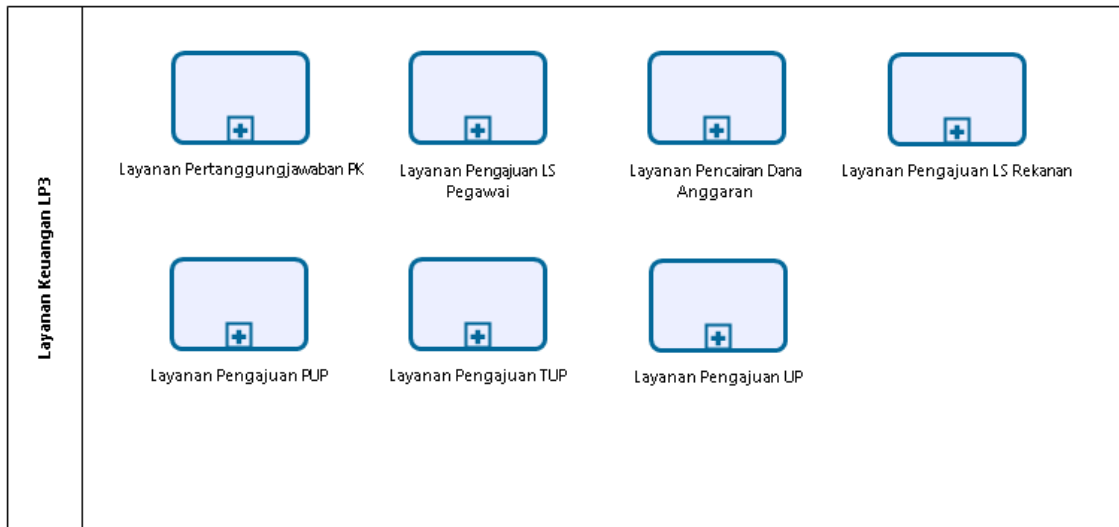 Layanan Keuangan LP3
Layanan Pertanggungjawaban PK
Layanan Pengajuan LS
Pegawai
Layanan Pencairan Dana
Anggaran
Layanan Pengajuan LS Rekanan
Layanan Pengajuan PUP
Layanan Pengajuan TUP
Layanan Pengajuan UP